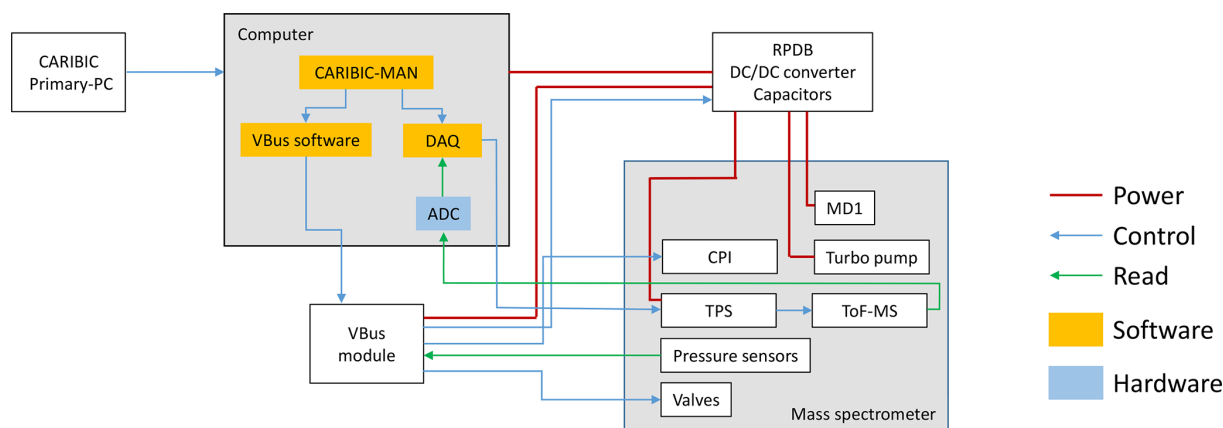 CARIBIC
Primary-PC
Computer
CARIBIC-MAN
VBus software
DAQ
ADC
VBus
module
RPDB
DC/DC converter
Capacitors
MD1
CPI
Turbo pump
TPS
ToF-MS
Pressure sensors
Valves
Mass spectrometer
Power
Control
Read
Software
Hardware